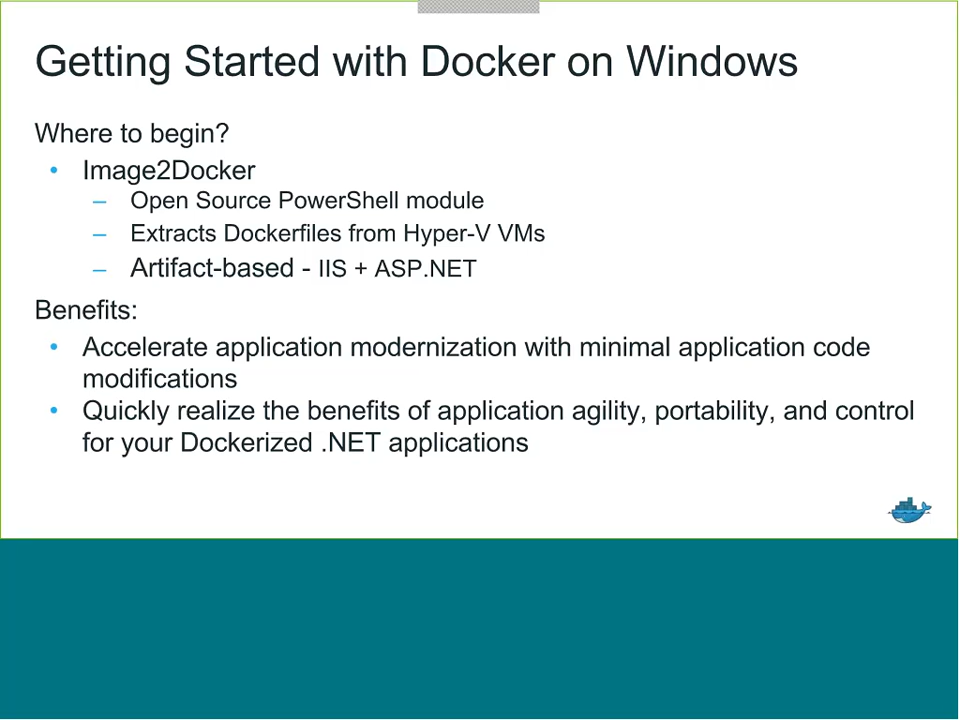 Getting Started with Docker on Windows
Where to begin?
• Image2Docker
– Open Source PowerShell module
– Extracts Dockerfiles from Hyper-V VMs
– Artifact-based - IIS + ASP.NET
Benefits:
• Accelerate application modernization with minimal application code
modifications
• Quickly realize the benefits of application agility, portability, and control
for your Dockerized .NET applications